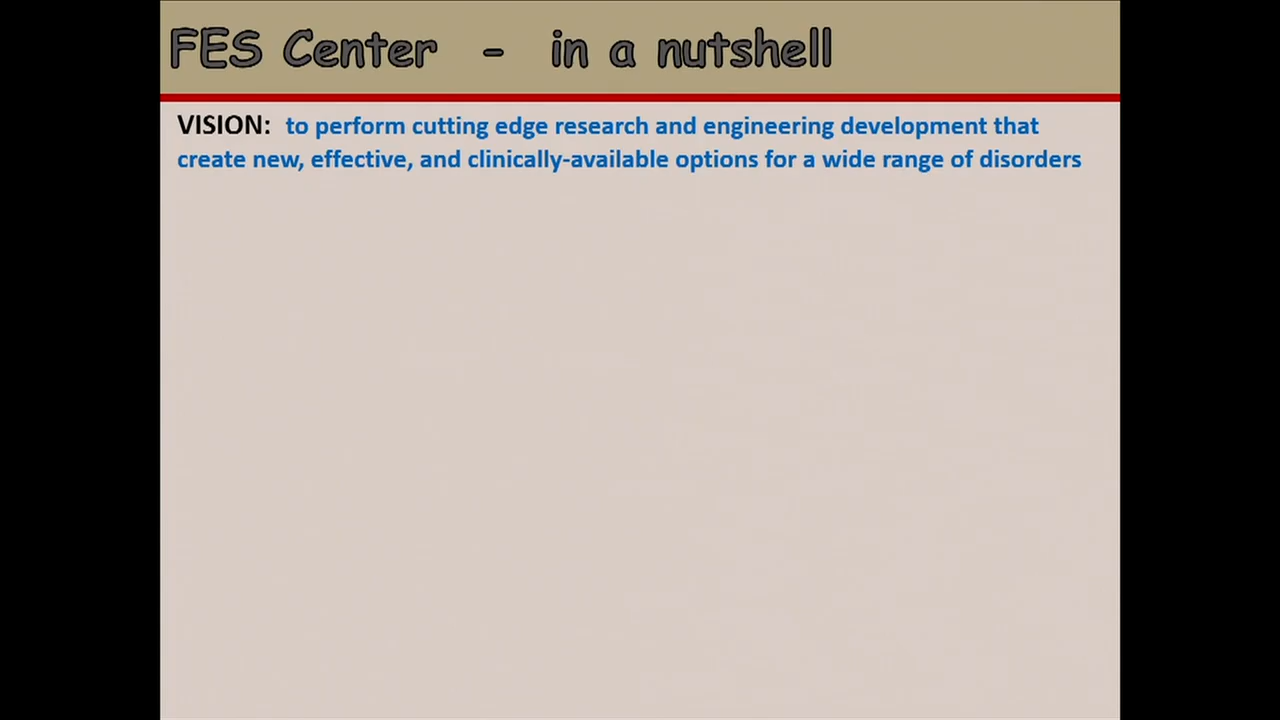 FES Center - in a nutshell
VISION: to perform cutting edge research and engineering development that
create new, effective, and clinically-available options for a wide range of disorders